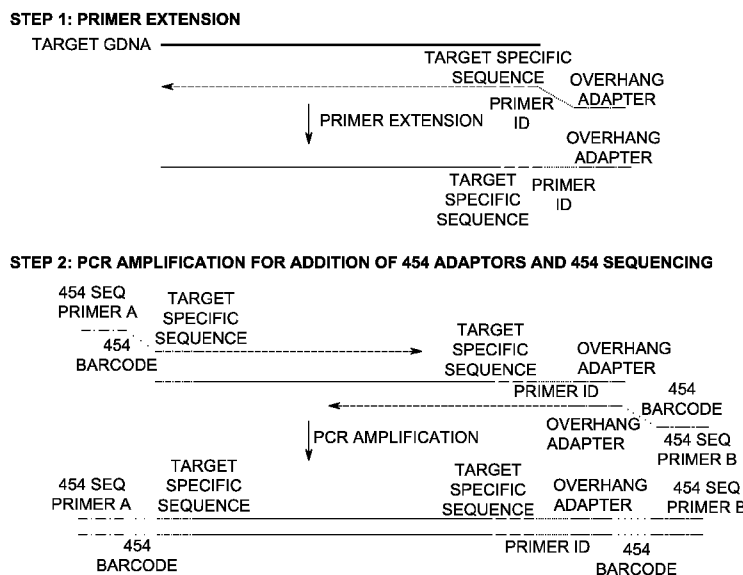 STEP 1: PRIMER EXTENSION
TARGET GDNA
TARGET SPECIFIC
SEQUENCE
OVERHANG
ADAPTER
PRIMER
ID
PRIMER EXTENSION
OVERHANG
ADAPTER
TARGET
SPECIFIC
SEQUENCE
PRIMER
ID
STEP 2: PCR AMPLIFICATION FOR ADDITION OF 454 ADAPTORS AND 454 SEQUENCING
454 SEQ
PRIMER A
TARGET
SPECIFIC
SEQUENCE
454
BARCODE
TARGET
SPECIFIC
SEQUENCE
OVERHANG
ADAPTER
PRIMER ID
454
BARCODE
OVERHANG
ADAPTER
454 SEQ
PRIMER B
PCR AMPLIFICATION
454 SEQ
PRIMER A
TARGET
SPECIFIC
SEQUENCE
TARGET
SPECIFIC
SEQUENCE
OVERHANG
ADAPTER
454 SEQ
PRIMER B
454
BARCODE
PRIMER ID
454
BARCODE